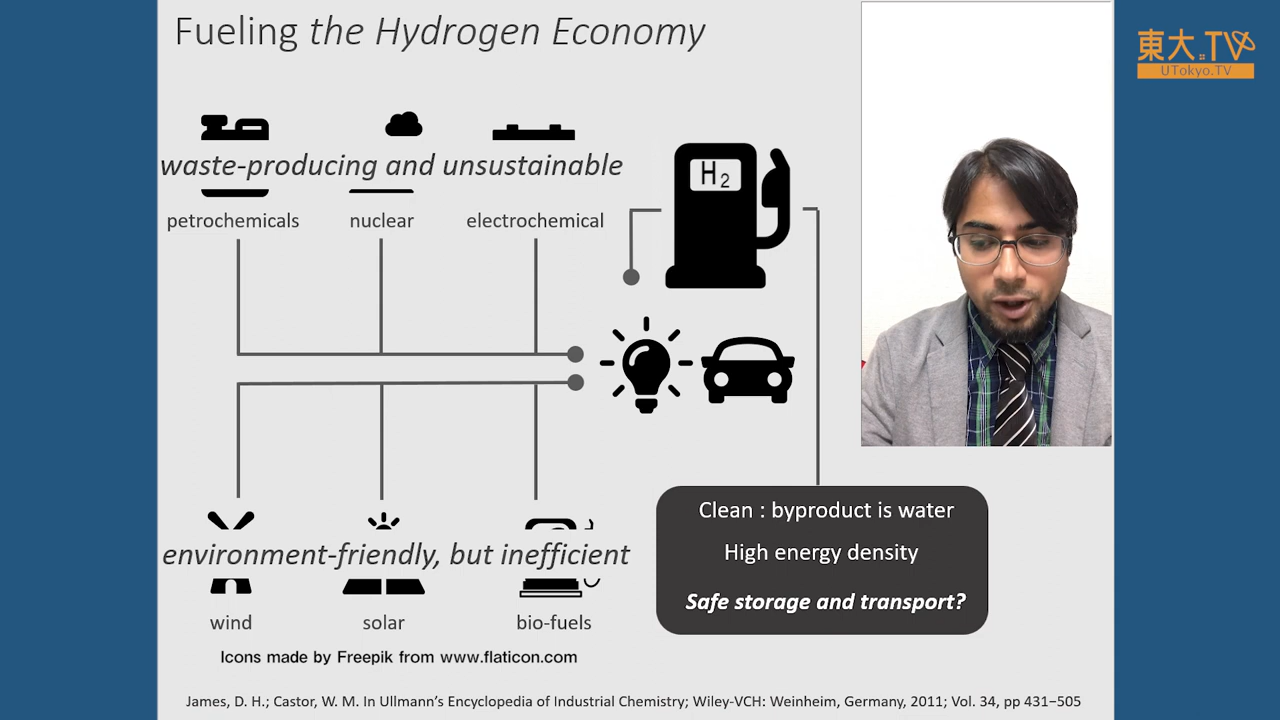 Fueling the Hydrogen Economy
東大.TV
UTokyo.TV
waste-producing and unsustainable
petrochemicals
nuclear
electrochemical
H2
environment-friendly, but inefficient
wind
solar
bio-fuels
Clean : byproduct is water
High energy density
Safe storage and transport?
Icons made by Freepik from www.flaticon.com
James, D. H.; Castor, W. M. In Ullmann’s Encyclopedia of Industrial Chemistry; Wiley-VCH: Weinheim, Germany, 2011; Vol. 34, pp 431−505